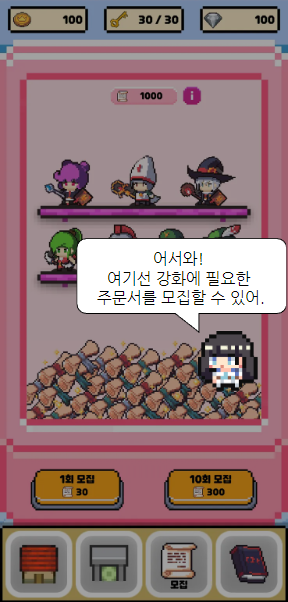 100
30 / 30
100
1000
i
어서와!
여기선 강화에 필요한
주문서를 모집할 수 있어.
1회 모집
30
10회 모집
300
모집